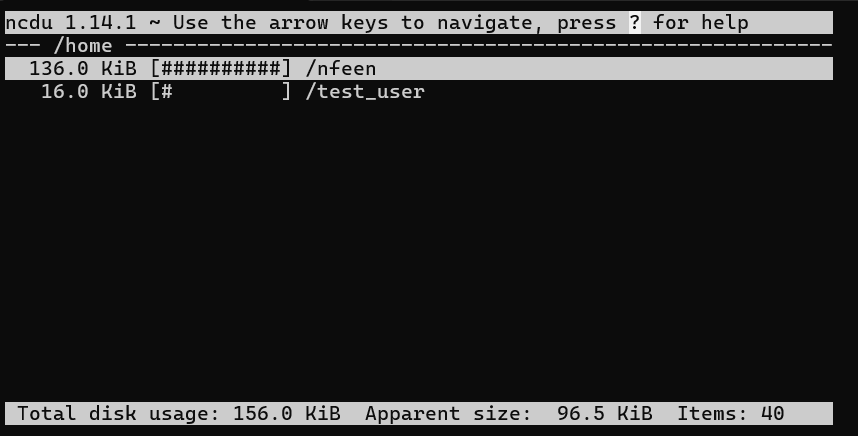 ncdu 1.14.1 ~ Use the arrow keys to navigate, press ? for help
--- /home -----------------------------------------------------------
  136.0 KiB [##########] /nfeen
   16.0 KiB [#         ] /test_user
 Total disk usage: 156.0 KiB  Apparent size:  96.5 KiB  Items: 40